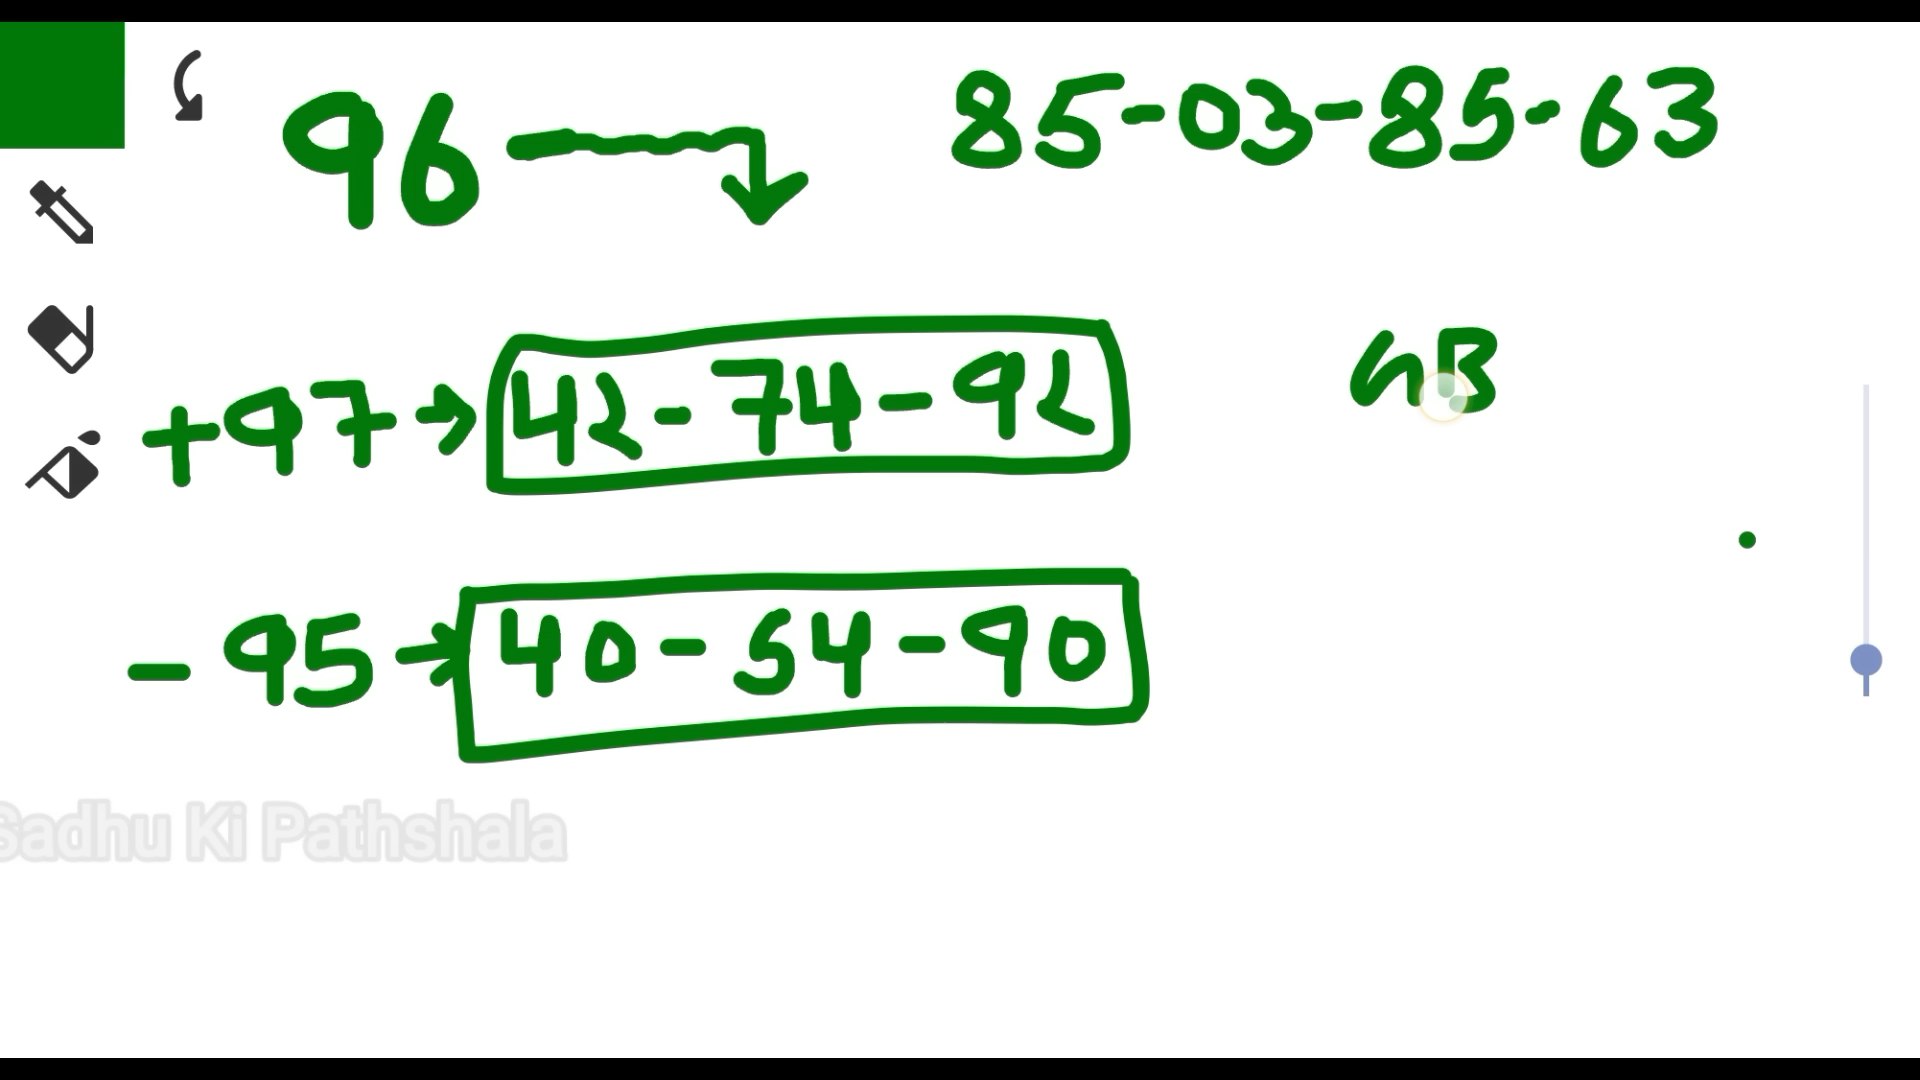 96 85-03-85-63
+97→ 42-74-92
GB
- 95→ 40-54-90
Sadhu Ki Pathshala